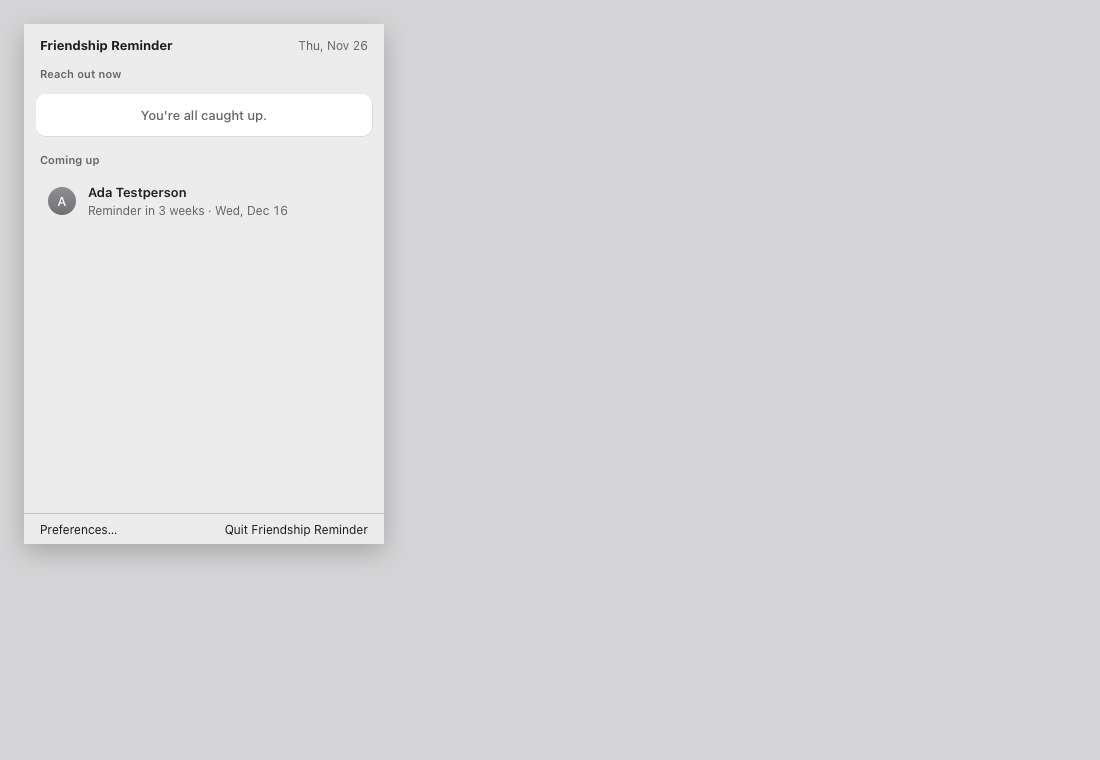 Friendship Reminder
Thu, Nov 26
Reach out now
You're all caught up.
Coming up
A
Ada Testperson
Reminder in 3 weeks · Wed, Dec 16
Preferences...
Quit Friendship Reminder